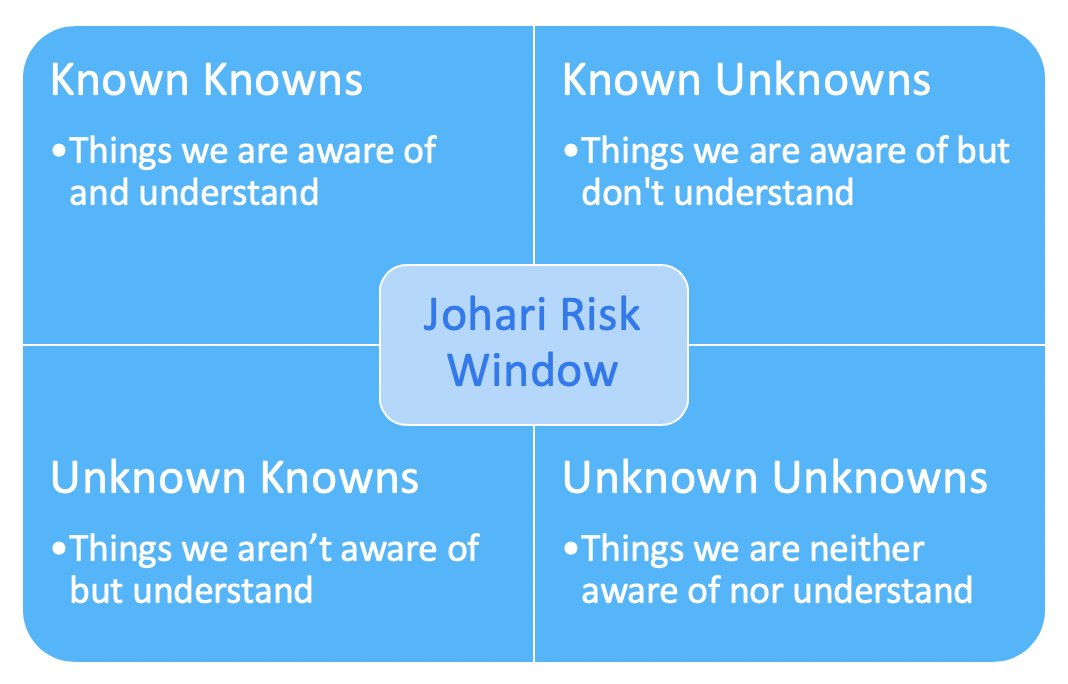 Known Knowns
•Things we are aware of
and understand
Known Unknowns
•Things we are aware of but
don't understand
Johari Risk
Window
Unknown Knowns
•Things we aren’t aware of
but understand
Unknown Unknowns
•Things we are neither
aware of nor understand